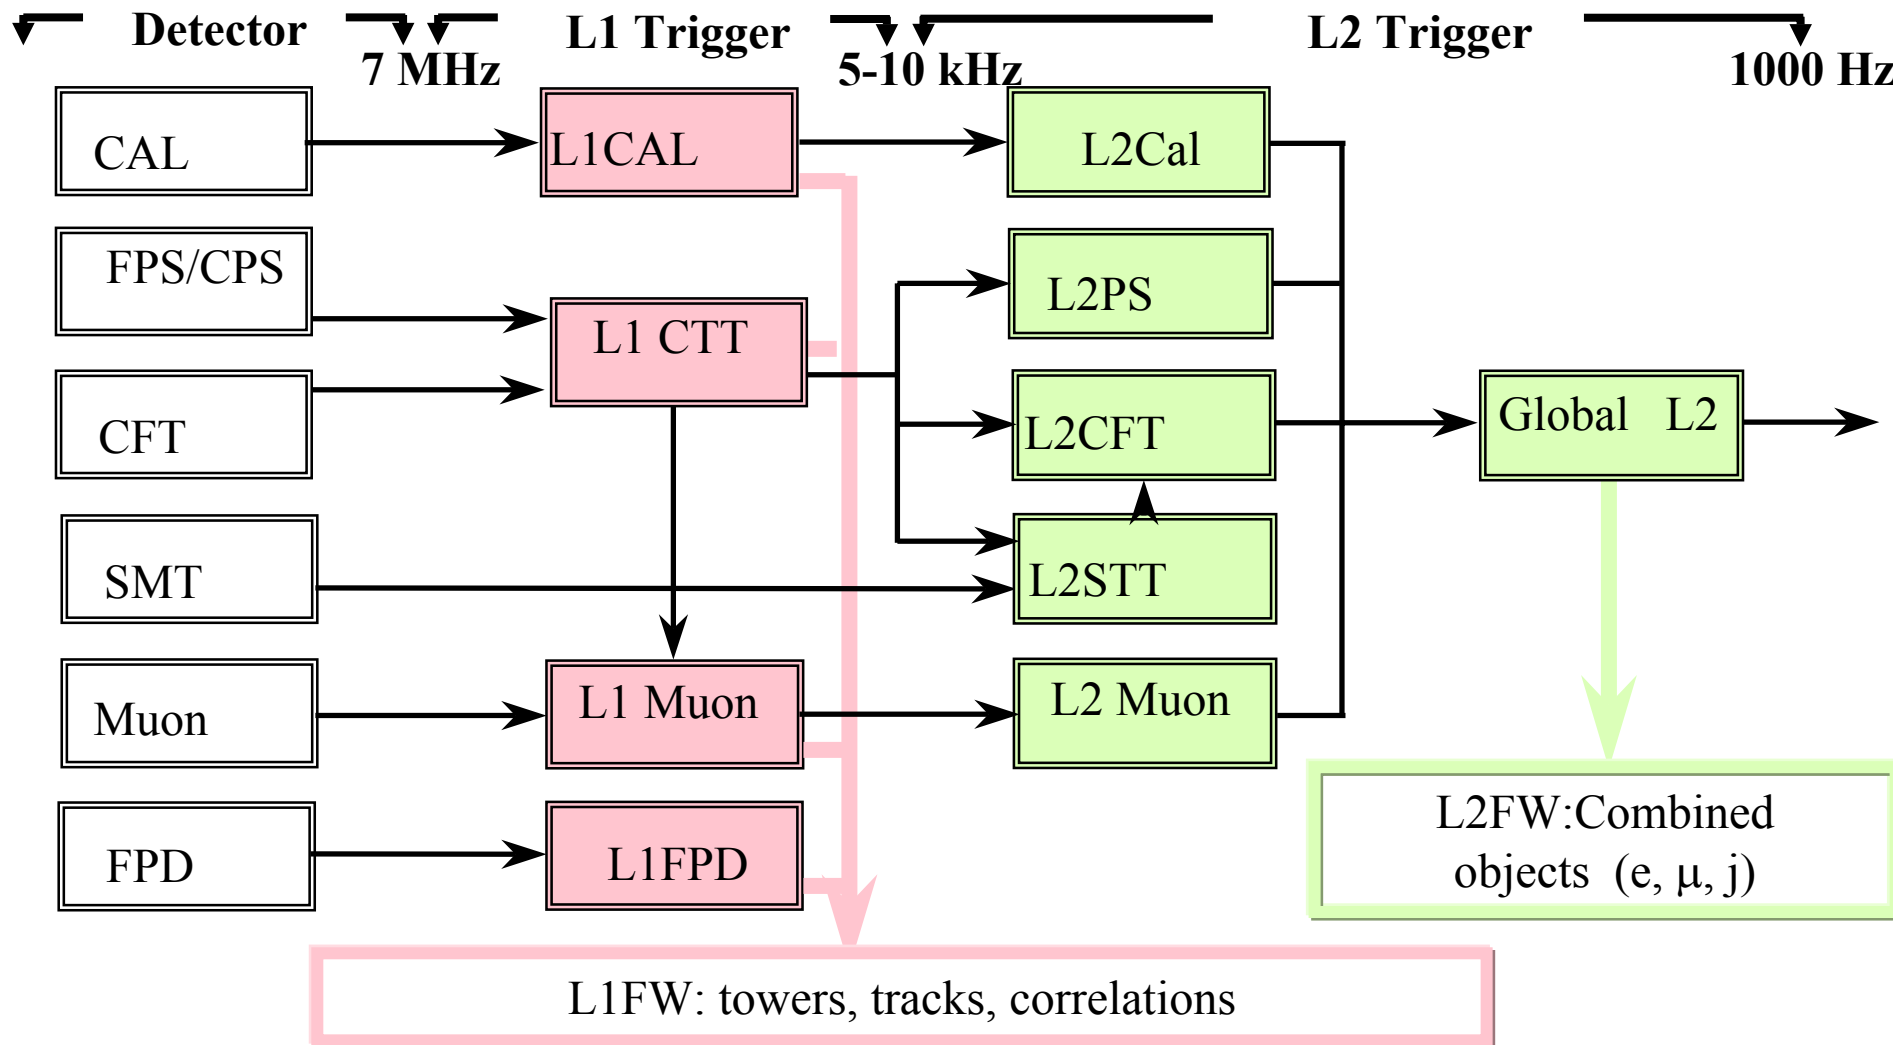 Detector
L1 Trigger
L2 Trigger
7 MHz
5-10 kHz
1000 Hz
CAL
L1CAL
L2Cal
FPS/CPS
L2PS
L1 CTT
CFT
L2CFT
Global L2
SMT
L2STT
Muon
L1 Muon
L2 Muon
FPD
L1FPD
L2FW:Combined
objects (e, μ, j)
L1FW: towers, tracks, correlations